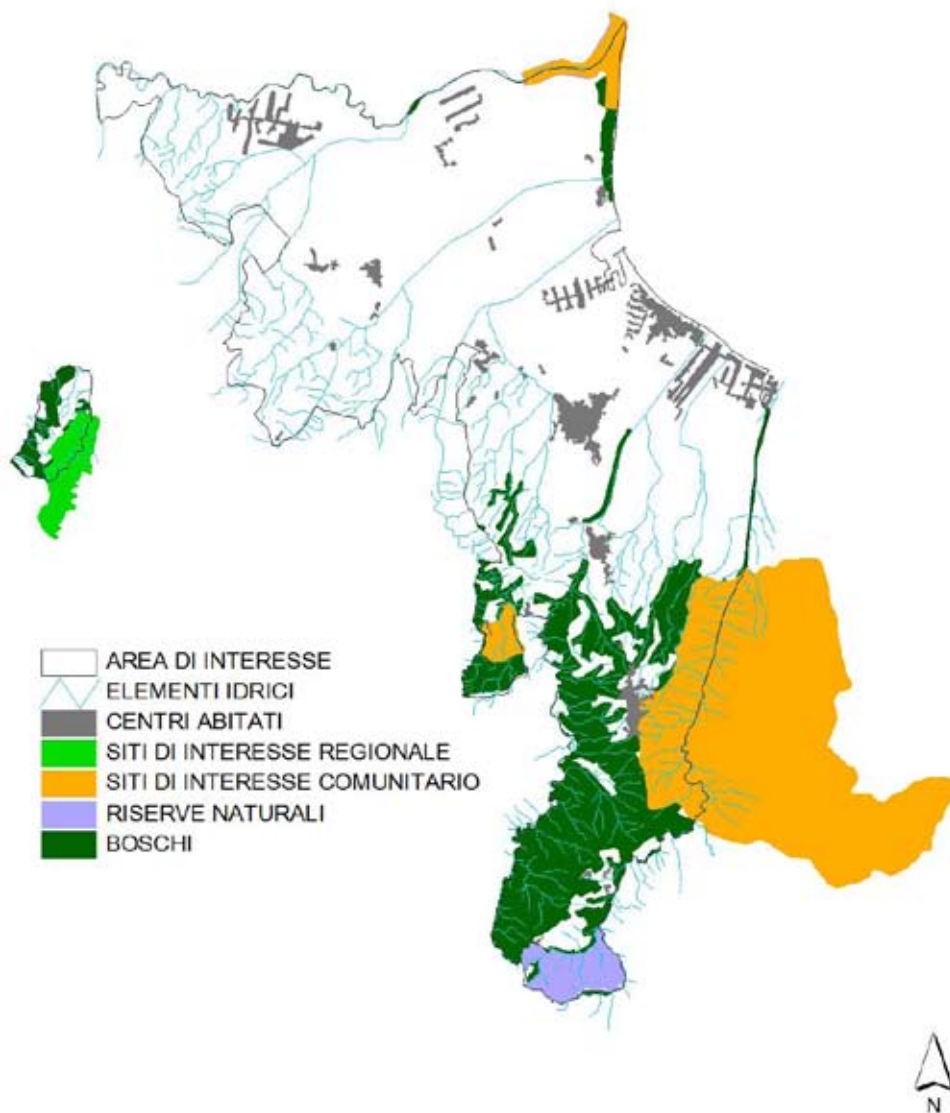 AREA DI INTERESSE
ELEMENTI IDRICI
CENTRI ABITATI
SITI DI INTERESSE REGIONALE
SITI DI INTERESSE COMUNITARIO
RISERVE NATURALI
BOSCHI
N